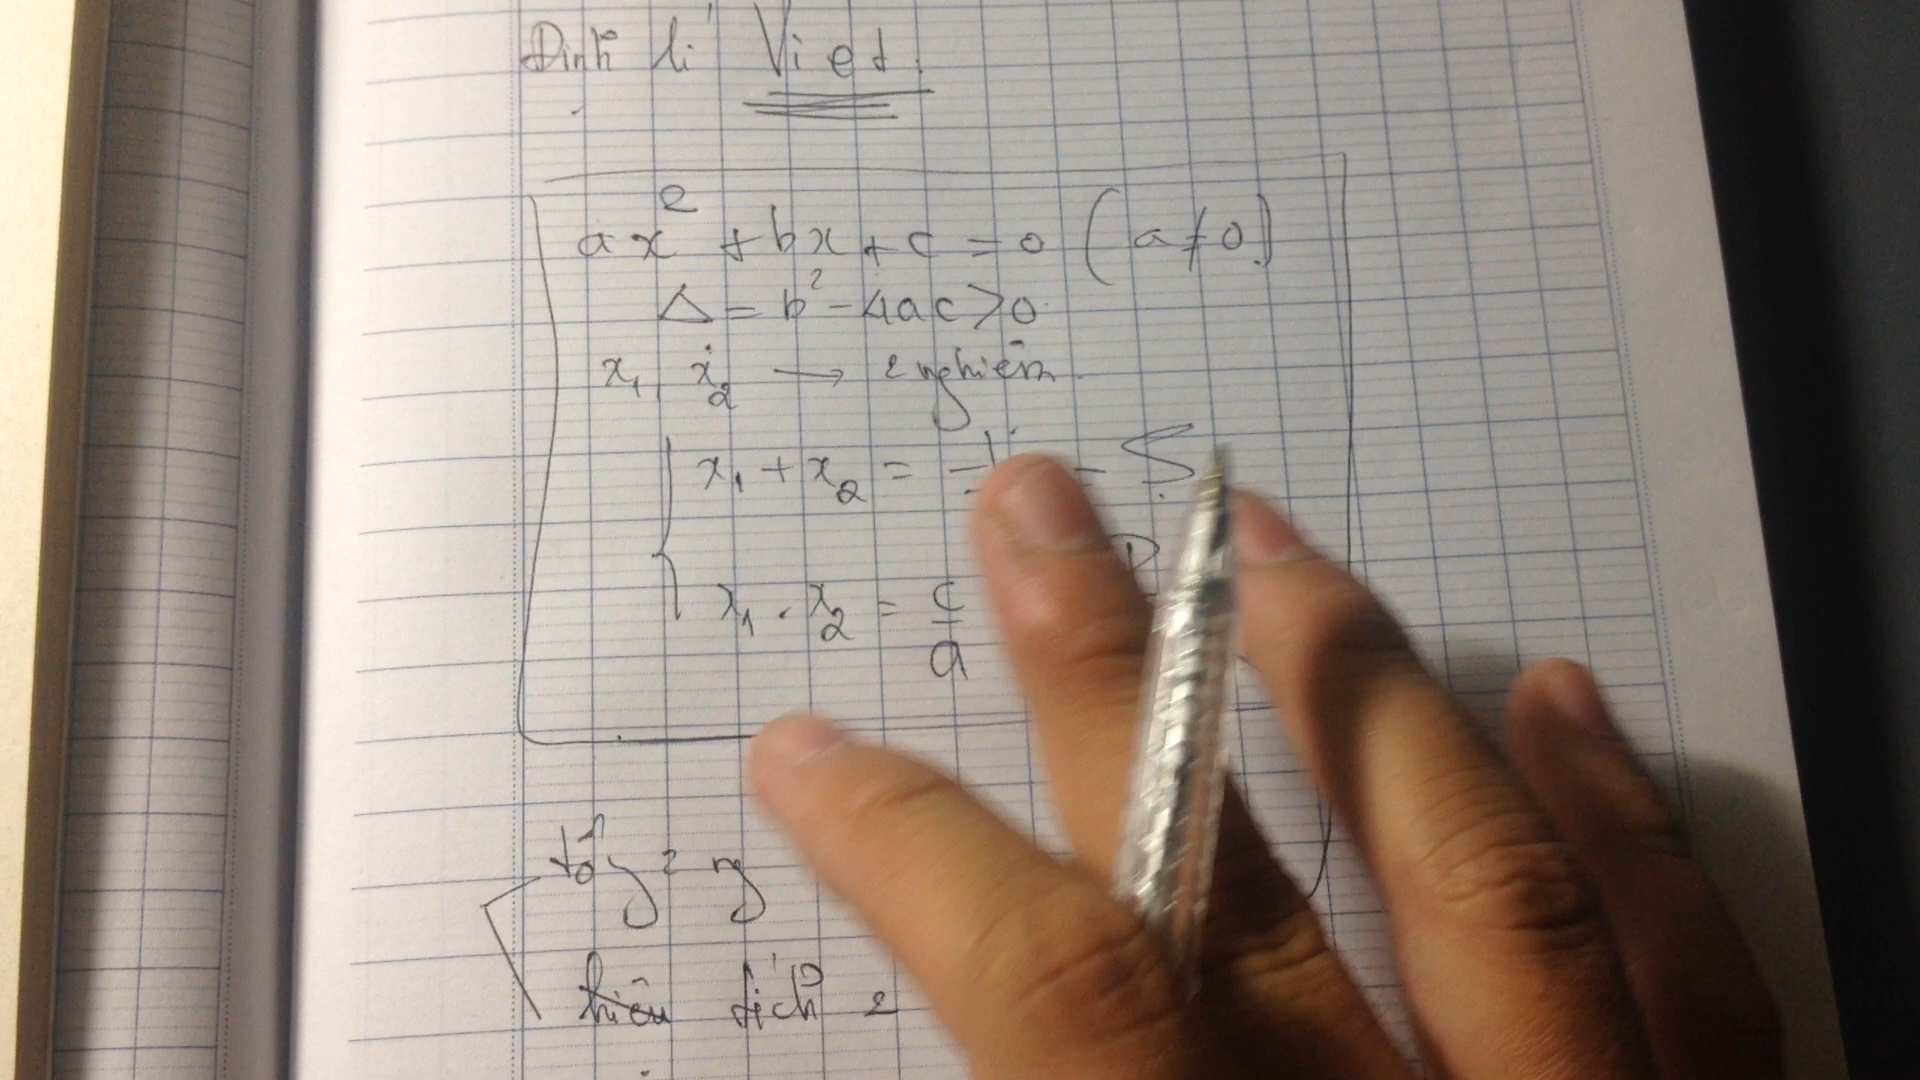 Định lí Viet.
ax² + bx + c = 0 (a ≠ 0)
Δ = b² - 4ac > 0
x₁ x₂ → 2 nghiệm.
x₁ + x₂ = - S
P
x₁ . x₂ = c/a
tổg 2 ng
hiệu tích 2